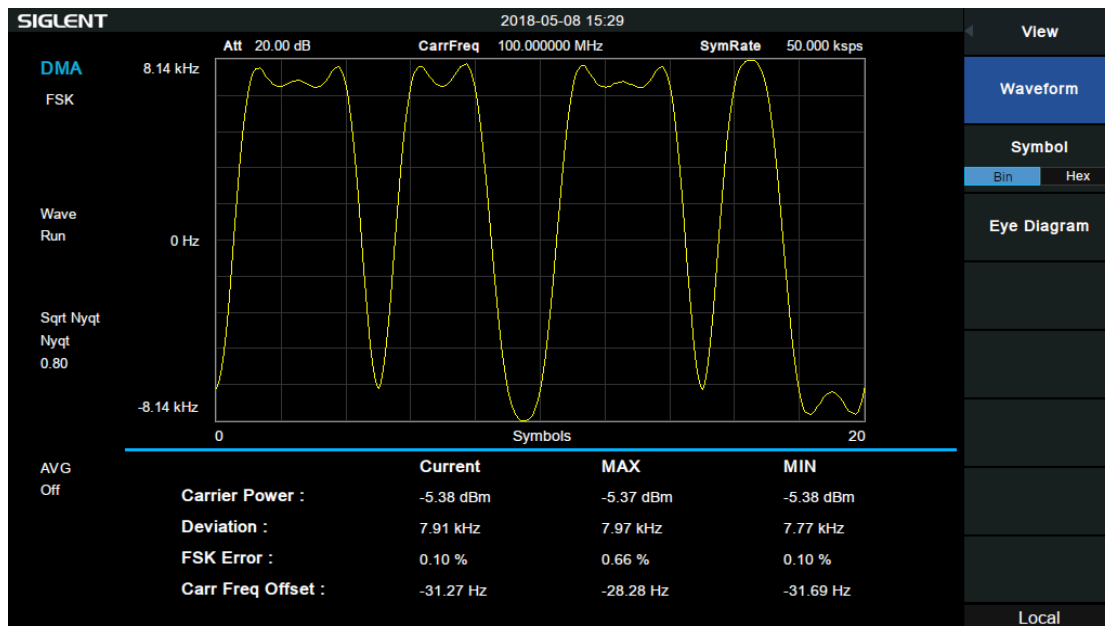 SIGLENT 2018-05-08 15:29
View
Att 20.00 dB CarrFreq 100.000000 MHz SymRate 50.000 ksps
DMA
FSK
8.14 kHz
Waveform
Symbol
Bin Hex
Wave
Run
0 Hz
Eye Diagram
Sqrt Nyqt
Nyqt
0.80
-8.14 kHz
0 Symbols 20
AVG
Off
Current MAX MIN
Carrier Power : -5.38 dBm -5.37 dBm -5.38 dBm
Deviation : 7.91 kHz 7.97 kHz 7.77 kHz
FSK Error : 0.10 % 0.66 % 0.10 %
Carr Freq Offset : -31.27 Hz -28.28 Hz -31.69 Hz
Local